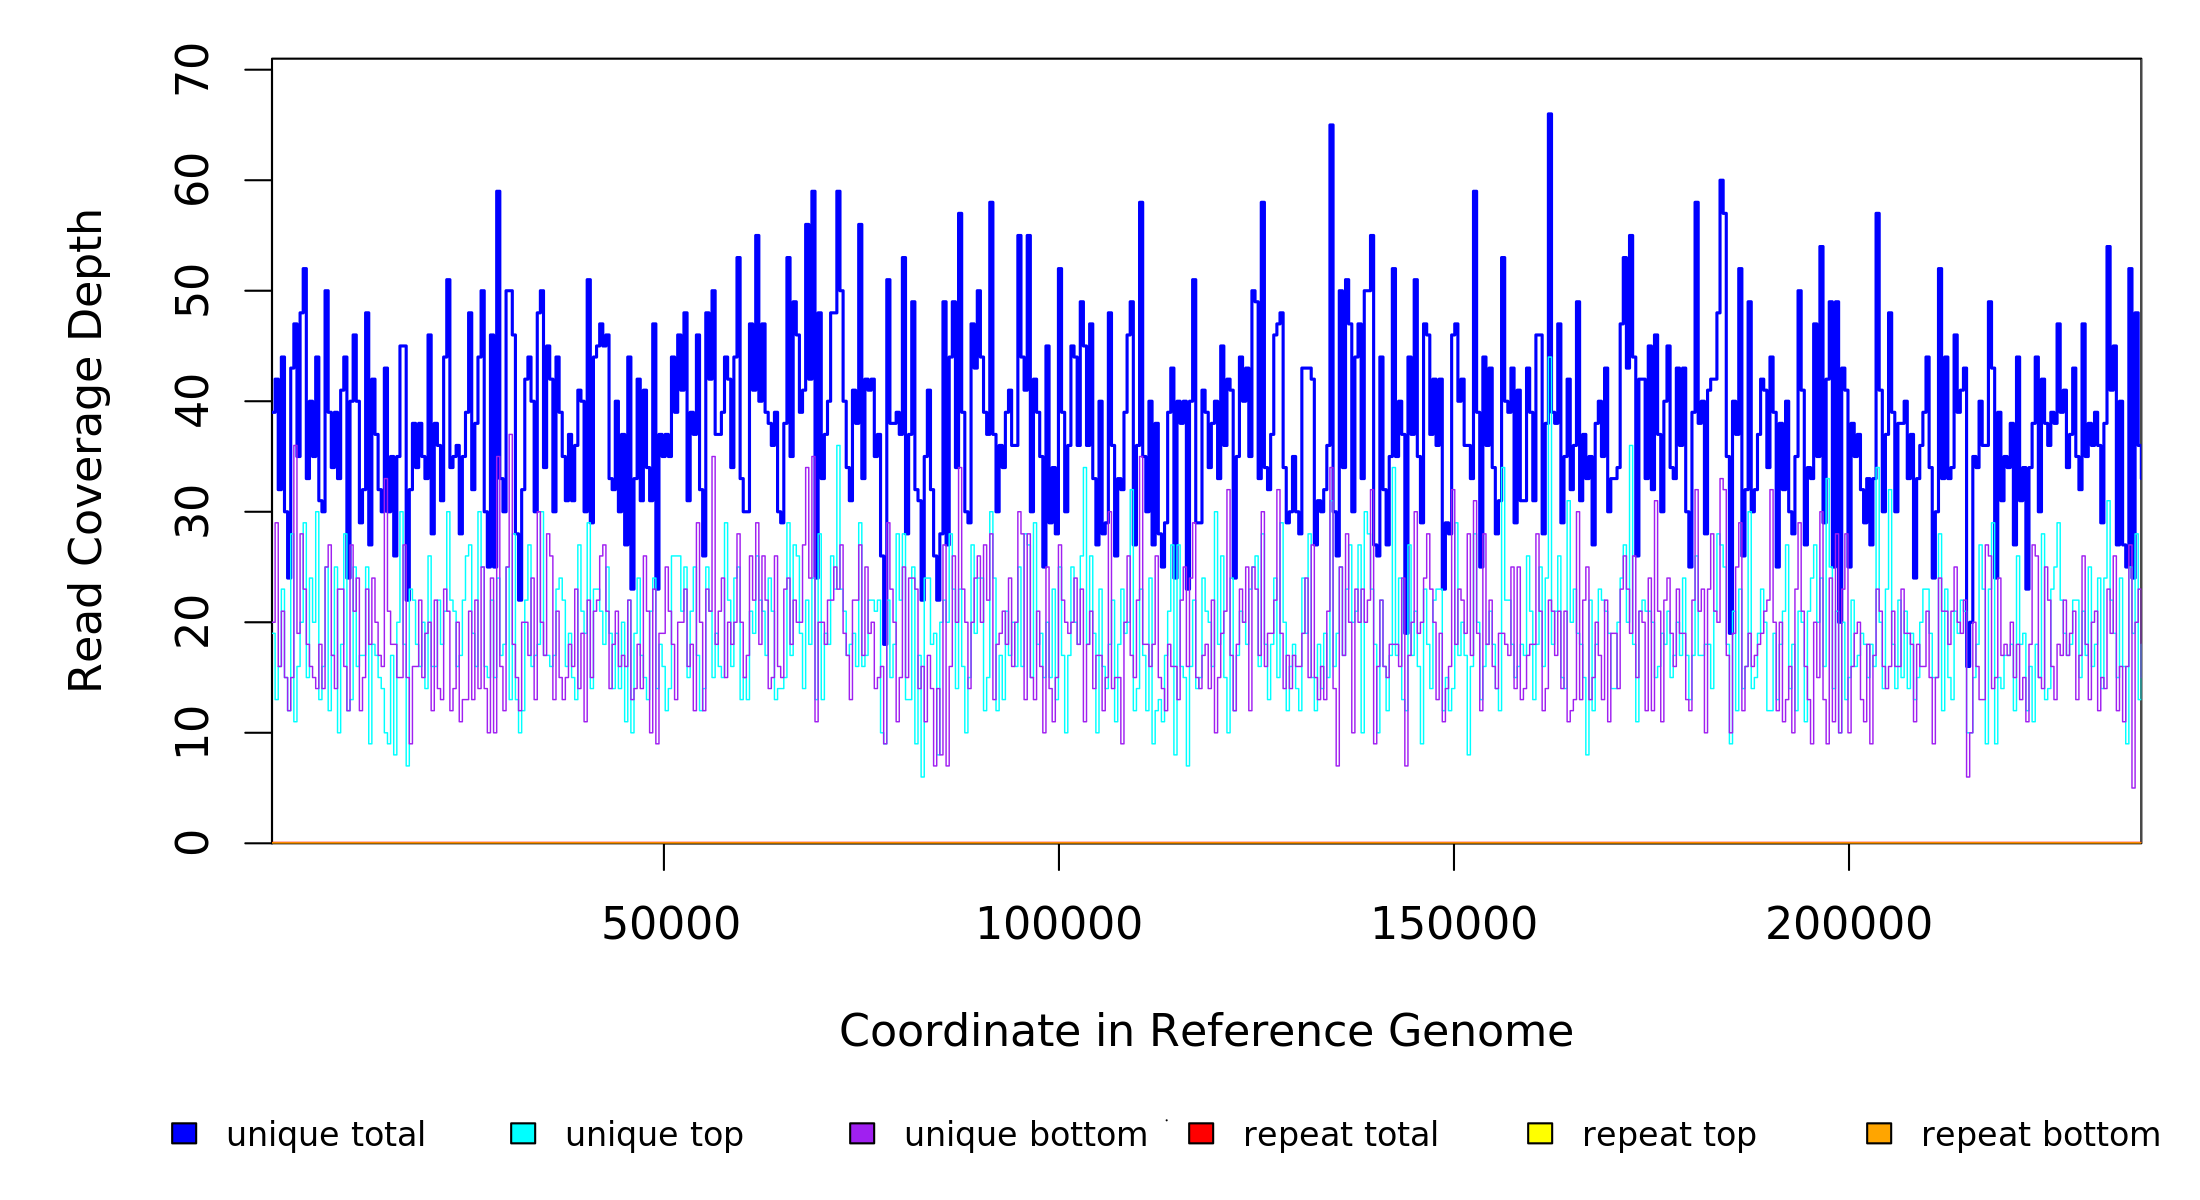 Read Coverage Depth
70
60
50
40
30
20
10
0
50000 100000 150000 200000
Coordinate in Reference Genome
unique total unique top unique bottom repeat total repeat top repeat bottom